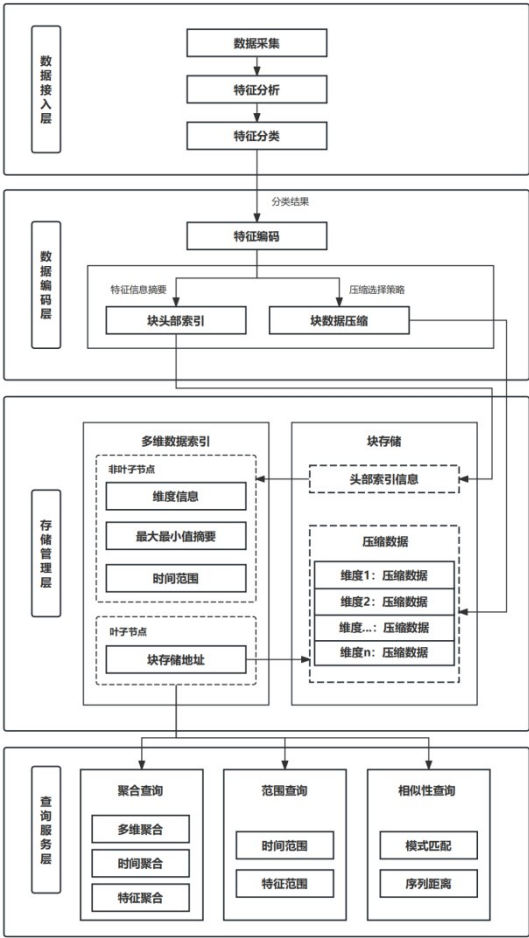 数据接入层
数据采集
特征分析
特征分类
分类结果
数据编码层
特征编码
特征信息摘要
压缩选择策略
块头部索引
块数据压缩
存储管理层
多维数据索引
非叶子节点
维度信息
最大最小值摘要
时间范围
叶子节点
块存储地址
块存储
头部索引信息
压缩数据
维度1：压缩数据
维度2：压缩数据
维度...：压缩数据
维度n：压缩数据
查询服务层
聚合查询
多维聚合
时间聚合
特征聚合
范围查询
时间范围
特征范围
相似性查询
模式匹配
序列距离